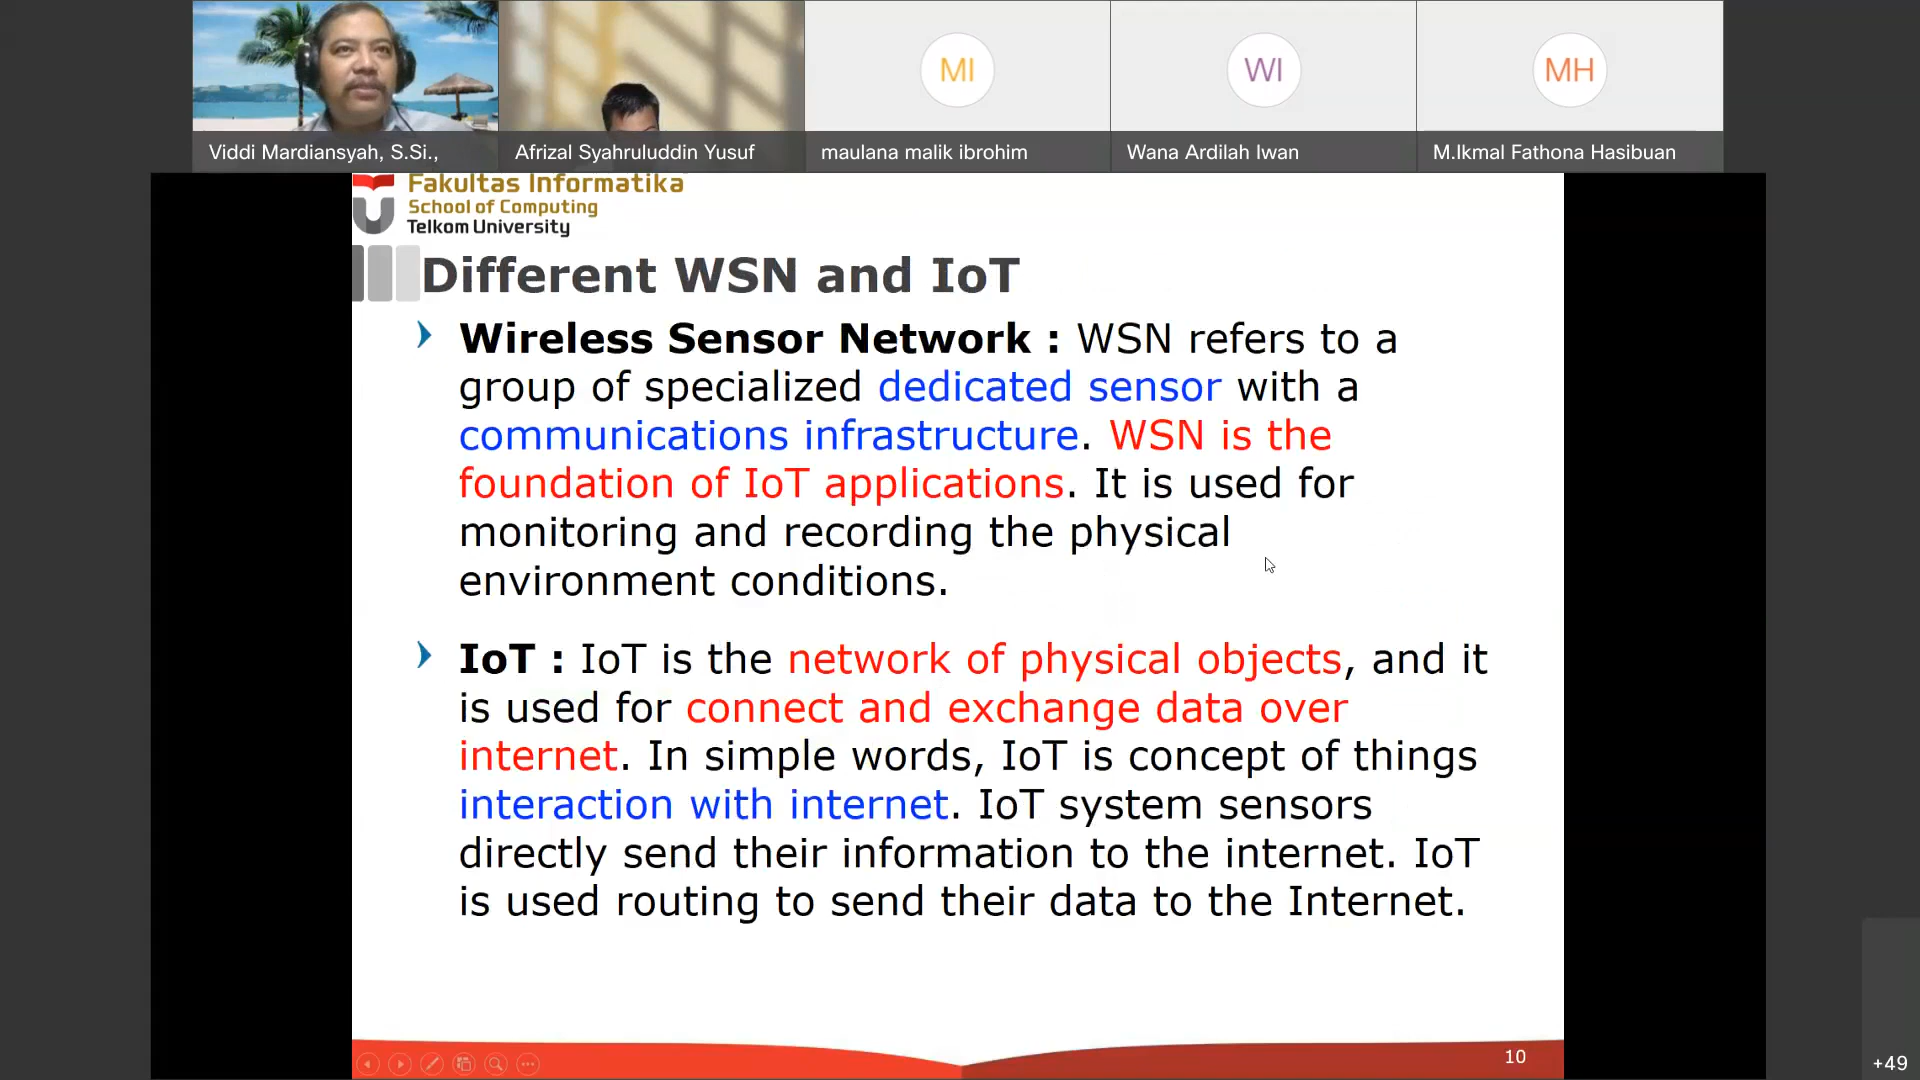 MI
WI
MH
Viddi Mardiansyah, S.Si.,
Afrizal Syahruluddin Yusuf
maulana malik ibrohim
Wana Ardilah Iwan
M.Ikmal Fathona Hasibuan
Fakultas Informatika
School of Computing
Telkom University
Different WSN and IoT
Wireless Sensor Network : WSN refers to a
group of specialized dedicated sensor with a
communications infrastructure. WSN is the
foundation of IoT applications. It is used for
monitoring and recording the physical
environment conditions.
IoT : IoT is the network of physical objects, and it
is used for connect and exchange data over
internet. In simple words, IoT is concept of things
interaction with internet. IoT system sensors
directly send their information to the internet. IoT
is used routing to send their data to the Internet.
10
+49